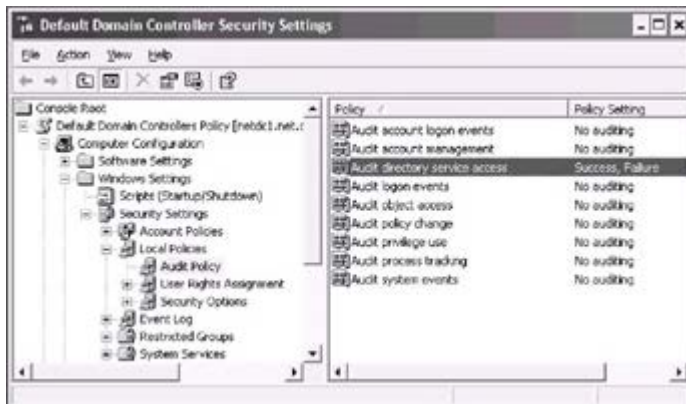 Default Domain Controller Security Settings
File Action View Help
Console Root
Default Domain Controllers Policy [netdc1.net.c
Computer Configuration
Software Settings
Windows Settings
Scripts (Startup/Shutdown)
Security Settings
Account Policies
Local Policies
Audit Policy
User Rights Assignment
Security Options
Event Log
Restricted Groups
System Services
Policy / Policy Setting
Audit account logon events No auditing
Audit account management No auditing
Audit directory service access Success, Failure
Audit logon events No auditing
Audit object access No auditing
Audit policy change No auditing
Audit privilege use No auditing
Audit process tracking No auditing
Audit system events No auditing